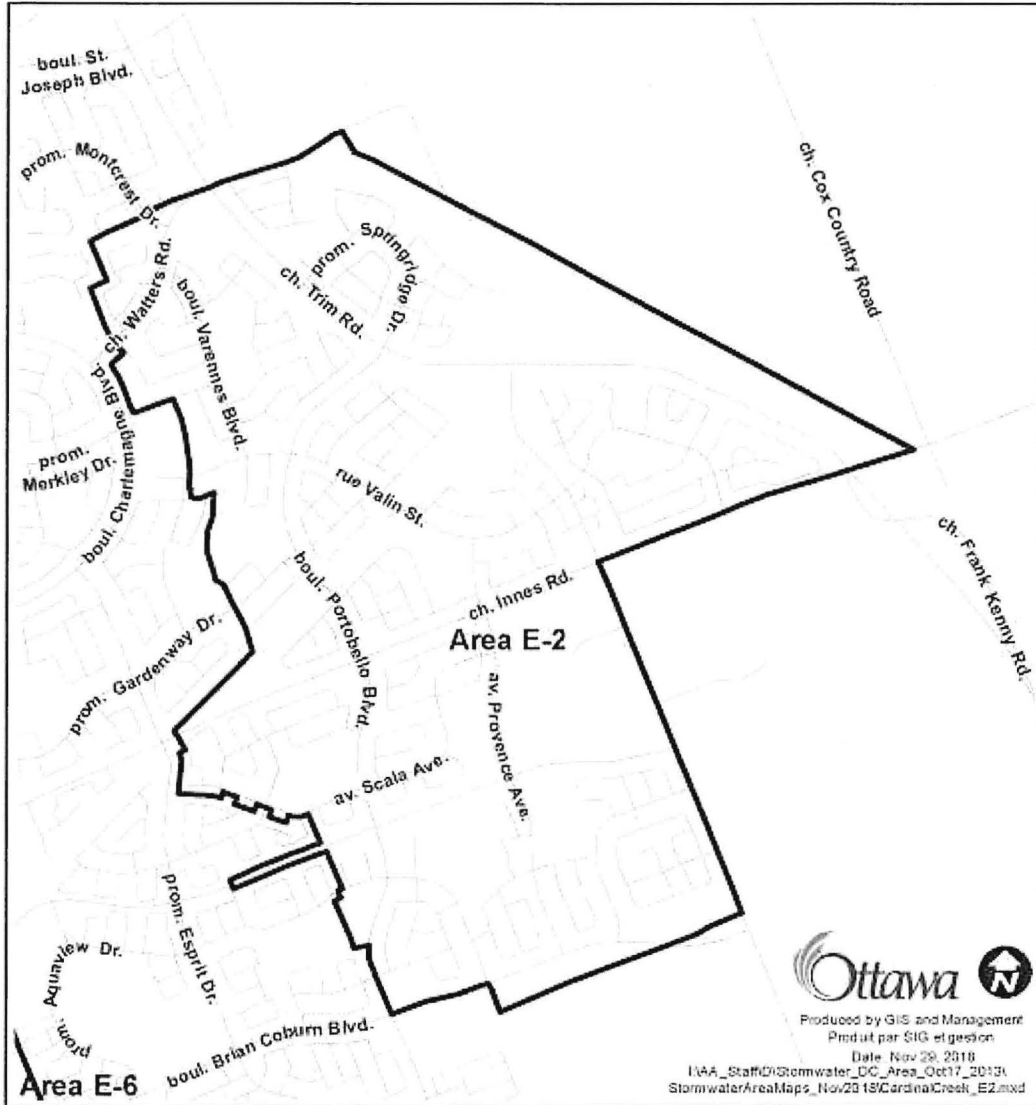 boul. St.
Joseph Blvd.
prom. Montcrest Dr.
ch. Watters Rd.
boul. Varennes Blvd.
prom. Springridge Dr.
ch. Trim Rd.
ch. Cox Country Road
boul. Charlemagne Blvd.
prom.
Merkley Dr.
rue Valin St.
boul. Portobello Blvd.
ch. Innes Rd.
ch. Frank Kenny Rd.
Area E-2
prom. Gardenway Dr.
av. Provence Ave.
av. Scala Ave.
prom. Esprit Dr.
prom. Aquaview Dr.
boul. Brian Coburn Blvd.
Area E-6
Ottawa
N
Produced by GIS and Management
Produit par SIG et gestion
Date: Nov 29, 2018
I:\AA_Staff\D\Stormwater_DC_Area_Oct17_2013\
StormwaterAreaMaps_Nov2018\CardinalCreek_E2.mxd